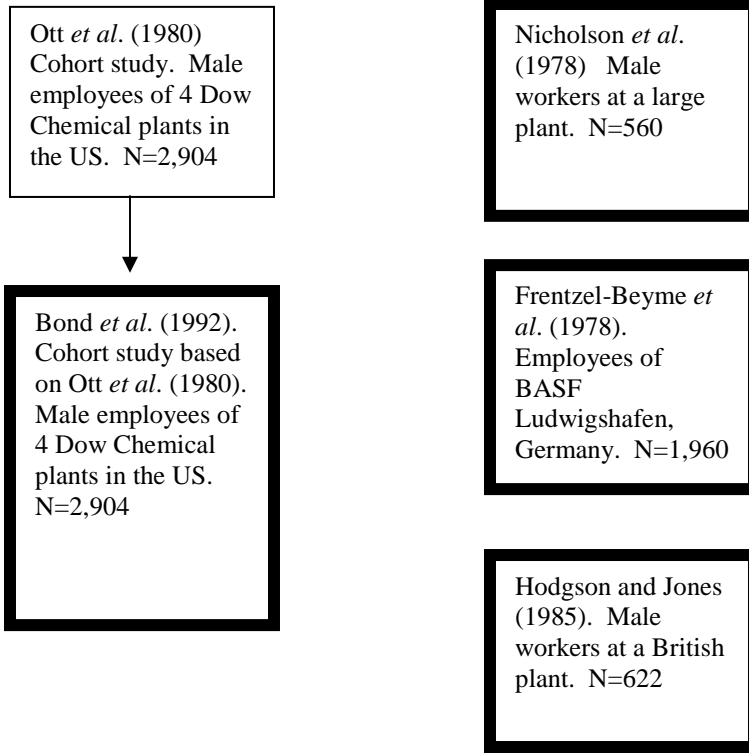 Ott et al. (1980)
Cohort study.  Male
employees of 4 Dow
Chemical plants in
the US.  N=2,904
Bond et al. (1992).
Cohort study based
on Ott et al. (1980).
Male employees of
4 Dow Chemical
plants in the US.
N=2,904
Nicholson et al.
(1978)   Male
workers at a large
plant.  N=560
Frentzel-Beyme et
al. (1978).
Employees of
BASF
Ludwigshafen,
Germany.  N=1,960
Hodgson and Jones
(1985).  Male
workers at a British
plant.  N=622